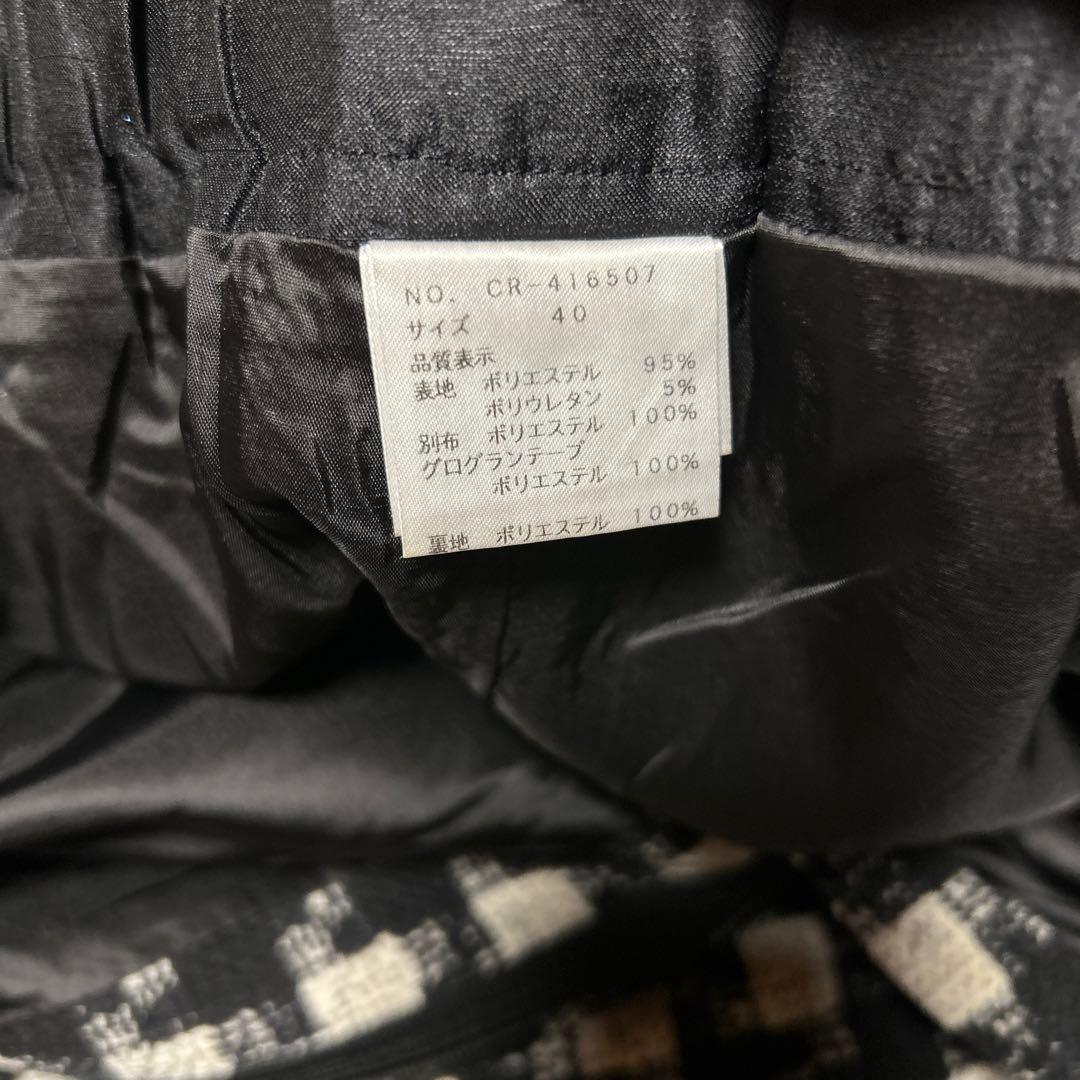 NO. CR-416507
サイズ 40
品質表示
表地 ポリエステル 95%
ポリウレタン 5%
別布 ポリエステル 100%
グログランテープ
ポリエステル 100%
裏地 ポリエステル 100%